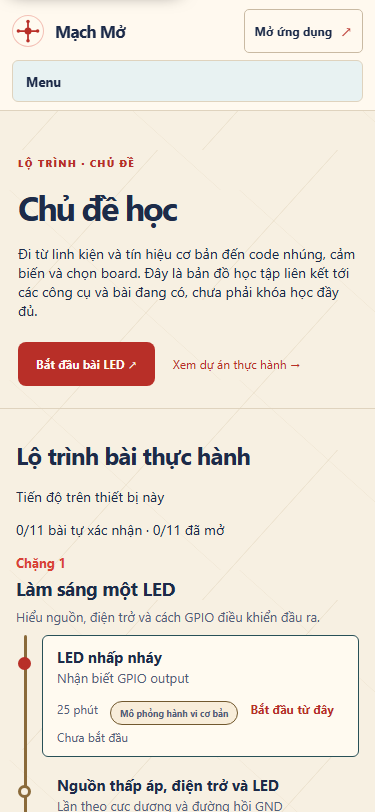 Mạch Mở
Mở ứng dụng ↗
Menu
LỘ TRÌNH · CHỦ ĐỀ
Chủ đề học
Đi từ linh kiện và tín hiệu cơ bản đến code nhúng, cảm
biến và chọn board. Đây là bản đồ học tập liên kết tới
các công cụ và bài đang có, chưa phải khóa học đầy
đủ.
Bắt đầu bài LED ↗
Xem dự án thực hành →
Lộ trình bài thực hành
Tiến độ trên thiết bị này
0/11 bài tự xác nhận · 0/11 đã mở
Chặng 1
Làm sáng một LED
Hiểu nguồn, điện trở và cách GPIO điều khiển đầu ra.
LED nhấp nháy
Nhận biết GPIO output
25 phút
Mô phỏng hành vi cơ bản
Bắt đầu từ đây
Chưa bắt đầu
Nguồn thấp áp, điện trở và LED
Lần theo cực dương và đường hồi GND